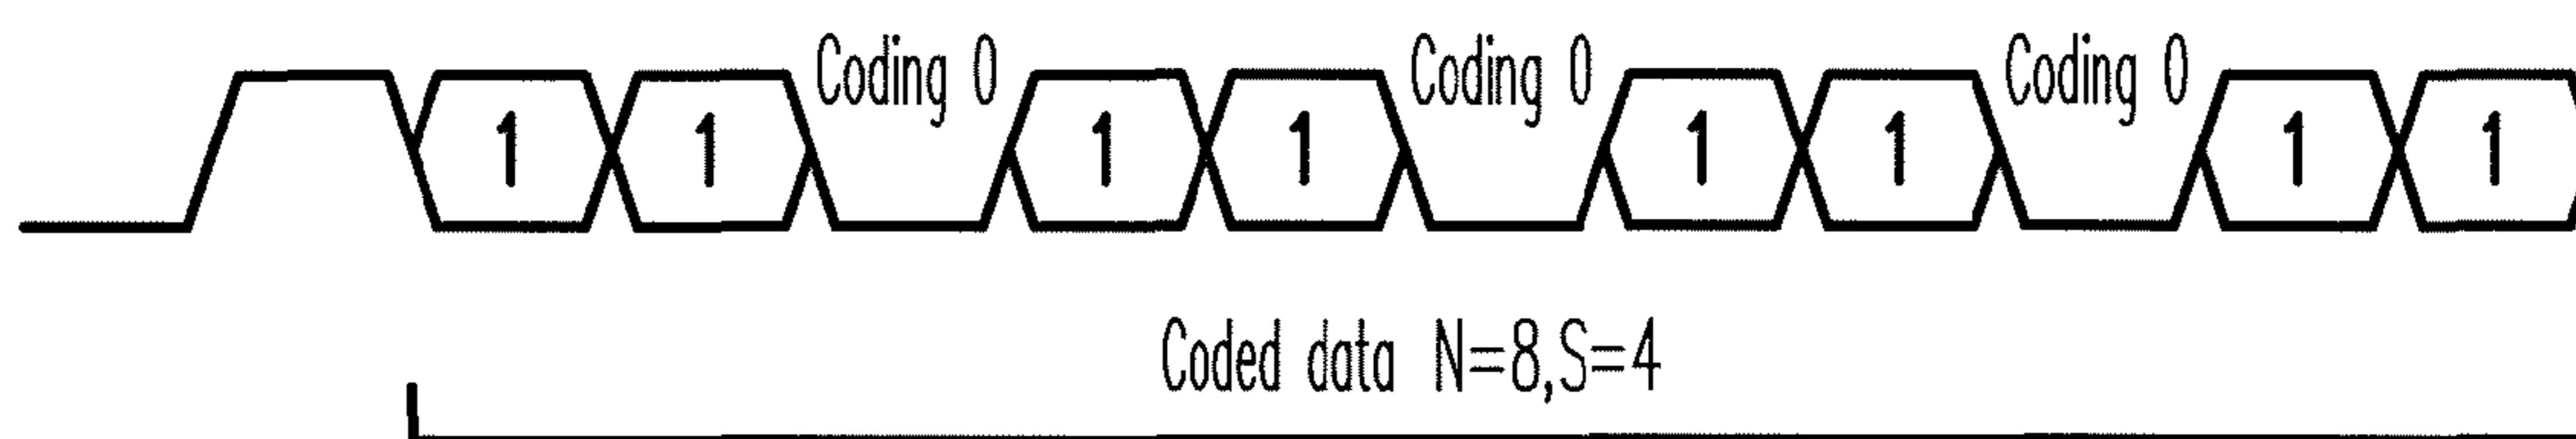 1 1 Coding 0 1 1 Coding 0 1 1 Coding 0 1 1
Coded data N=8,S=4